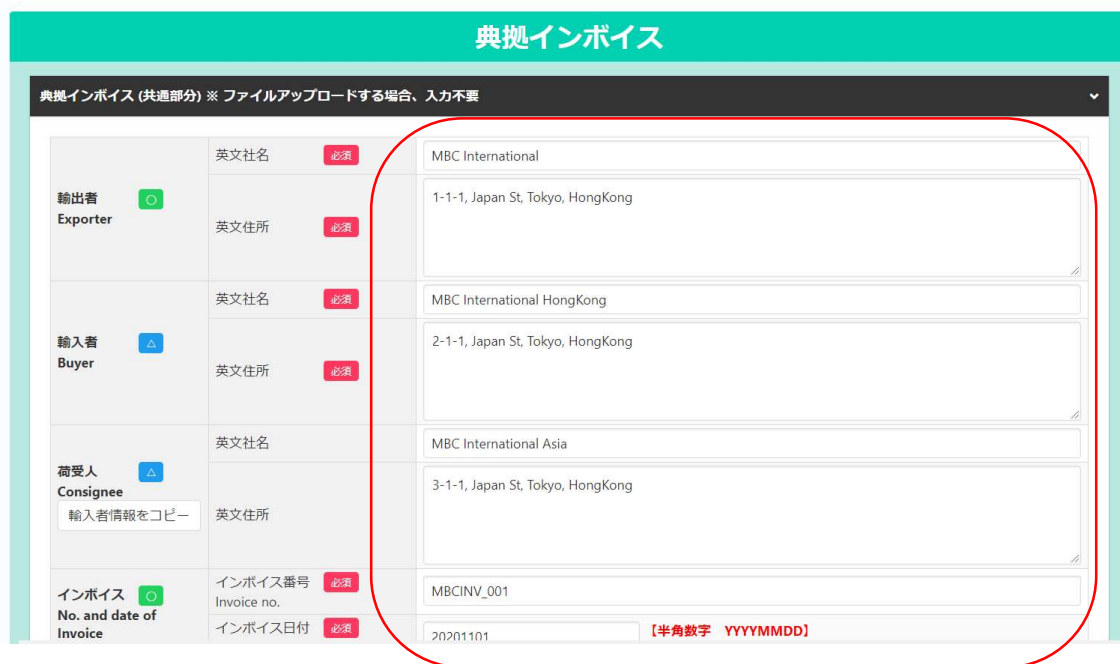 典拠インボイス
典拠インボイス (共通部分) ※ ファイルアップロードする場合、入力不要
輸出者 ○
Exporter
英文社名 必須
MBC International
英文住所 必須
1-1-1, Japan St, Tokyo, HongKong
輸入者 △
Buyer
英文社名 必須
MBC International HongKong
英文住所 必須
2-1-1, Japan St, Tokyo, HongKong
荷受人 △
Consignee
輸入者情報をコピー
英文社名
MBC International Asia
英文住所
3-1-1, Japan St, Tokyo, HongKong
インボイス ○
No. and date of
Invoice
インボイス番号 必須
Invoice no.
MBCINV_001
インボイス日付 必須
20201101
【半角数字 YYYYMMDD】